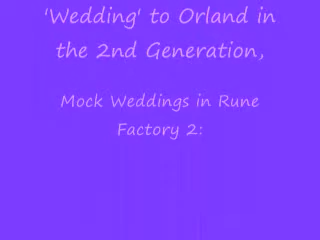 'Wedding' to Orland in
the 2nd Generation,
Mock Weddings in Rune
Factory 2: